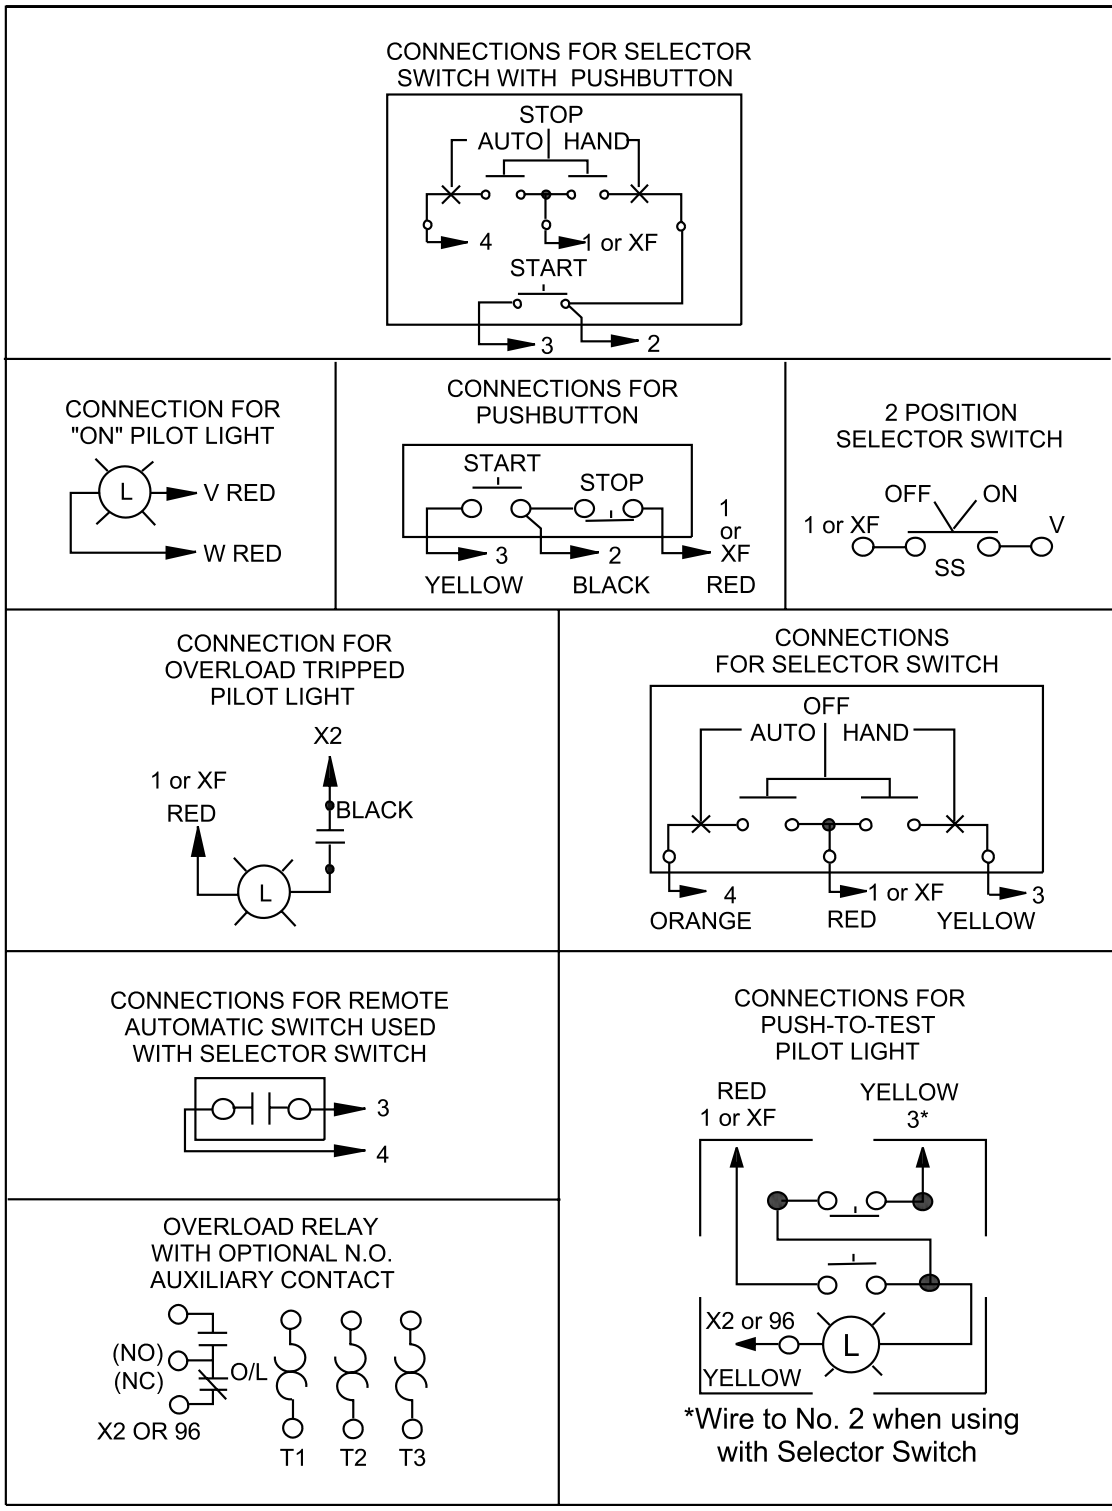 CONNECTIONS FOR SELECTOR
SWITCH WITH PUSHBUTTON
STOP
AUTO HAND
4
1 or XF
START
3
2
CONNECTION FOR
"ON" PILOT LIGHT
L
V RED
W RED
CONNECTIONS FOR
PUSHBUTTON
START
STOP
1
or
XF
3
2
YELLOW
BLACK
RED
2 POSITION
SELECTOR SWITCH
OFF
ON
1 or XF
V
SS
CONNECTION FOR
OVERLOAD TRIPPED
PILOT LIGHT
X2
1 or XF
RED
BLACK
L
CONNECTIONS
FOR SELECTOR SWITCH
OFF
AUTO HAND
4
1 or XF
3
ORANGE
RED
YELLOW
CONNECTIONS FOR REMOTE
AUTOMATIC SWITCH USED
WITH SELECTOR SWITCH
3
4
CONNECTIONS FOR
PUSH-TO-TEST
PILOT LIGHT
RED
1 or XF
YELLOW
3*
X2 or 96
L
YELLOW
*Wire to No. 2 when using
with Selector Switch
OVERLOAD RELAY
WITH OPTIONAL N.O.
AUXILIARY CONTACT
(NO)
(NC)
O/L
X2 OR 96
T1
T2
T3